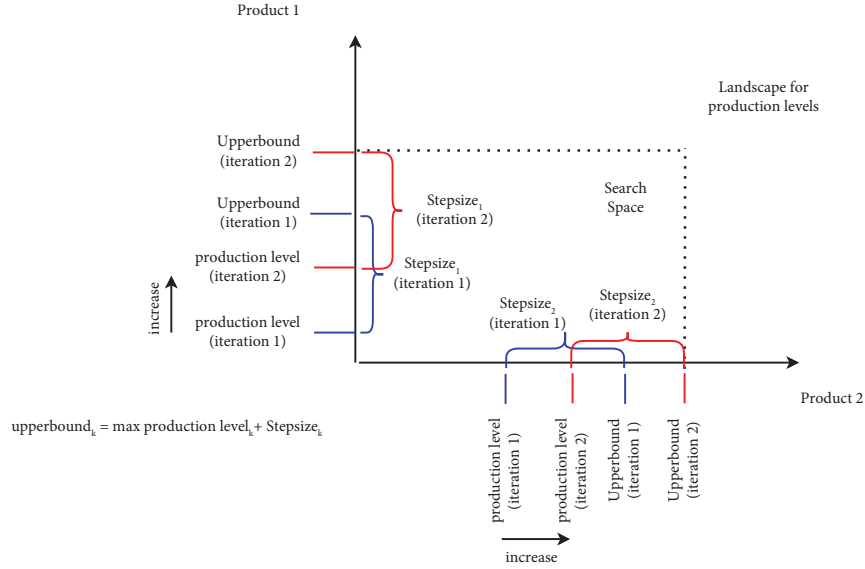 Product 1
Landscape for
production levels
Upperbound
(iteration 2)
Search
Space
Stepsize₁
(iteration 2)
Upperbound
(iteration 1)
production level
(iteration 2)
Stepsize₁
(iteration 1)
increase
production level
(iteration 1)
Stepsize₂
(iteration 1)
Stepsize₂
(iteration 2)
Product 2
upperboundₖ = max production levelₖ + Stepsizeₖ
production level
(iteration 1)
production level
(iteration 2)
Upperbound
(iteration 1)
Upperbound
(iteration 2)
increase